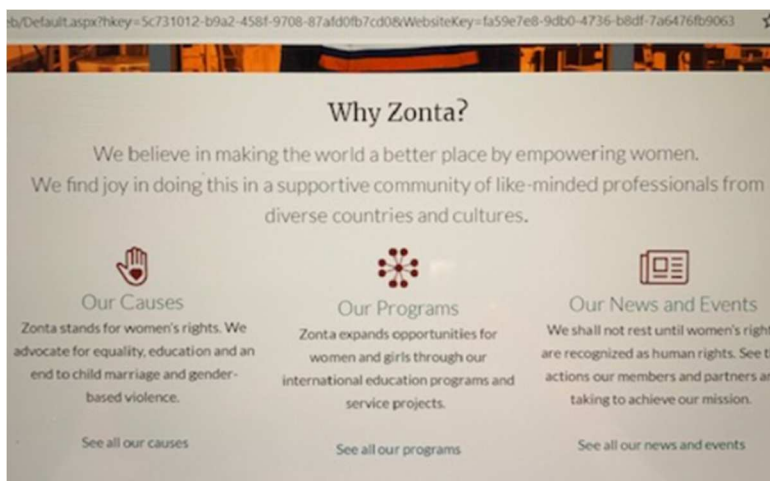 eb/Default.aspx?hkey=5c731012-b9a2-458f-9708-87afd0fb7cd0&WebsiteKey=fa59e7e8-9db0-4736-b8df-7a6476fb9063
Why Zonta?
We believe in making the world a better place by empowering women.
We find joy in doing this in a supportive community of like-minded professionals from
diverse countries and cultures.
Our Causes
Zonta stands for women's rights. We
advocate for equality, education and an
end to child marriage and gender-
based violence.
See all our causes
Our Programs
Zonta expands opportunities for
women and girls through our
international education programs and
service projects.
See all our programs
Our News and Events
We shall not rest until women's righ
are recognized as human rights. See t
actions our members and partners a
taking to achieve our mission.
See all our news and events